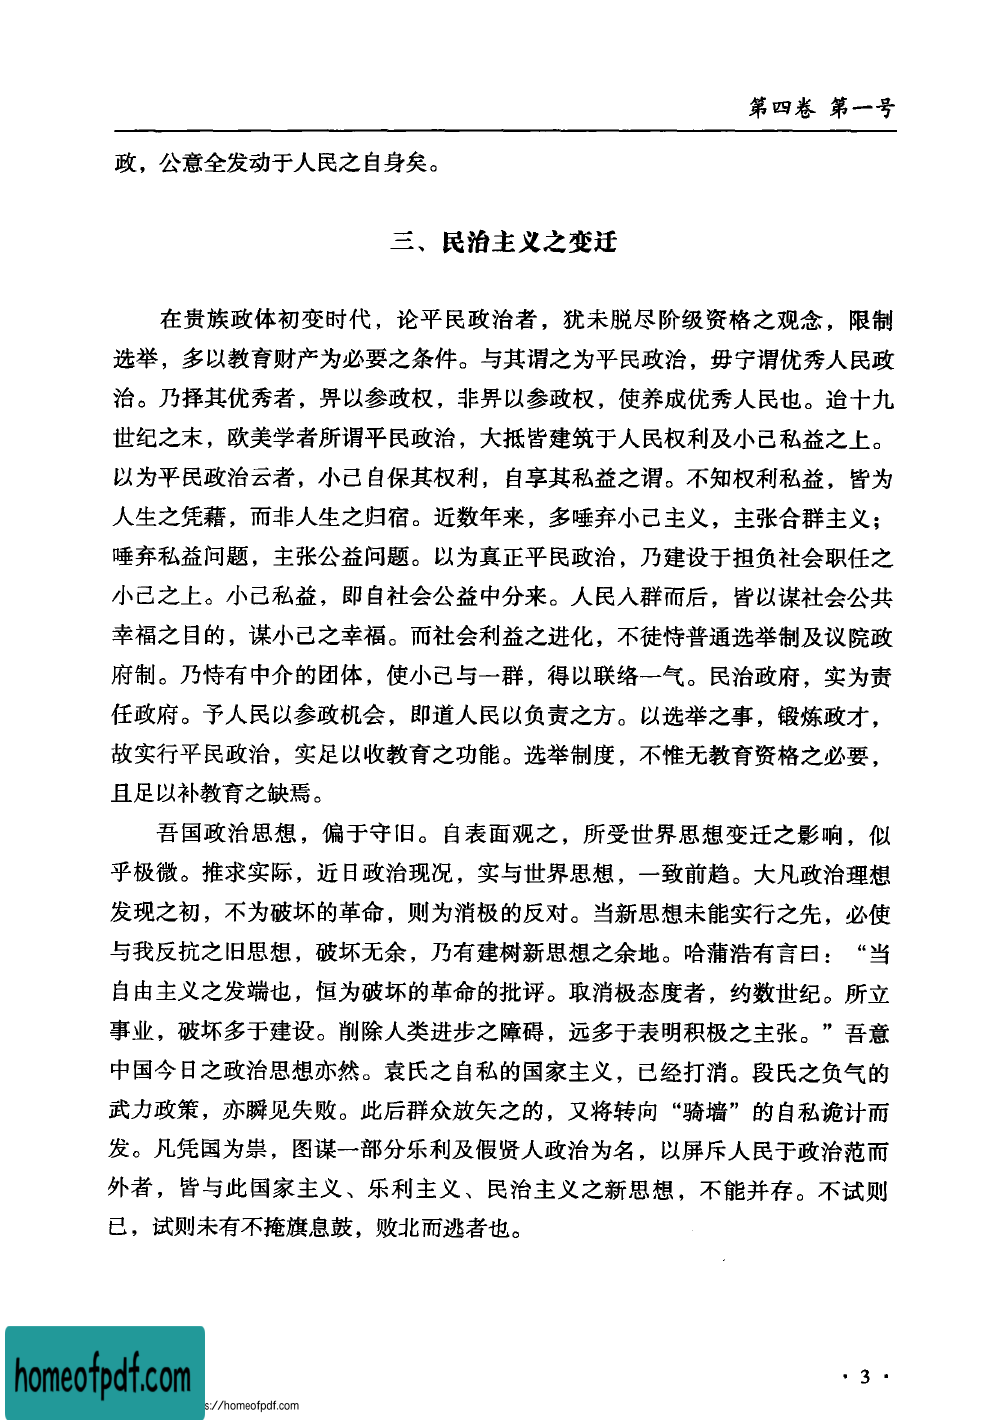 第四卷 第一号
政，公意全发动于人民之自身矣。
三、民治主义之变迁
在贵族政体初变时代，论平民政治者，犹未脱尽阶级资格之观念，限制
选举，多以教育财产为必要之条件。与其谓之为平民政治，毋宁谓优秀人民政
治。乃择其优秀者，畀以参政权，非畀以参政权，使养成优秀人民也。迨十九
世纪之末，欧美学者所谓平民政治，大抵皆建筑于人民权利及小己私益之上。
以为平民政治云者，小己自保其权利，自享其私益之谓。不知权利私益，皆为
人生之凭藉，而非人生之归宿。近数年来，多唾弃小己主义，主张合群主义；
唾弃私益问题，主张公益问题。以为真正平民政治，乃建设于担负社会职任之
小己之上。小己私益，即自社会公益中分来。人民入群而后，皆以谋社会公共
幸福之目的，谋小己之幸福。而社会利益之进化，不徒恃普通选举制及议院政
府制。乃恃有中介的团体，使小己与一群，得以联络一气。民治政府，实为责
任政府。予人民以参政机会，即道人民以负责之方。以选举之事，锻炼政才，
故实行平民政治，实足以收教育之功能。选举制度，不惟无教育资格之必要，
且足以补教育之缺焉。
吾国政治思想，偏于守旧。自表面观之，所受世界思想变迁之影响，似
乎极微。推求实际，近日政治现况，实与世界思想，一致前趋。大凡政治理想
发现之初，不为破坏的革命，则为消极的反对。当新思想未能实行之先，必使
与我反抗之旧思想，破坏无余，乃有建树新思想之余地。哈蒲浩有言曰：“当
自由主义之发端也，恒为破坏的革命的批评。取消极态度者，约数世纪。所立
事业，破坏多于建设。削除人类进步之障碍，远多于表明积极之主张。”吾意
中国今日之政治思想亦然。袁氏之自私的国家主义，已经打消。段氏之负气的
武力政策，亦瞬见失败。此后群众放矢之的，又将转向“骑墙”的自私诡计而
发。凡凭国为祟，图谋一部分乐利及假贤人政治为名，以屏斥人民于政治范而
外者，皆与此国家主义、乐利主义、民治主义之新思想，不能并存。不试则
已，试则未有不掩旗息鼓，败北而逃者也。
homeofpdf.com
s://homeofpdf.com
· 3 ·